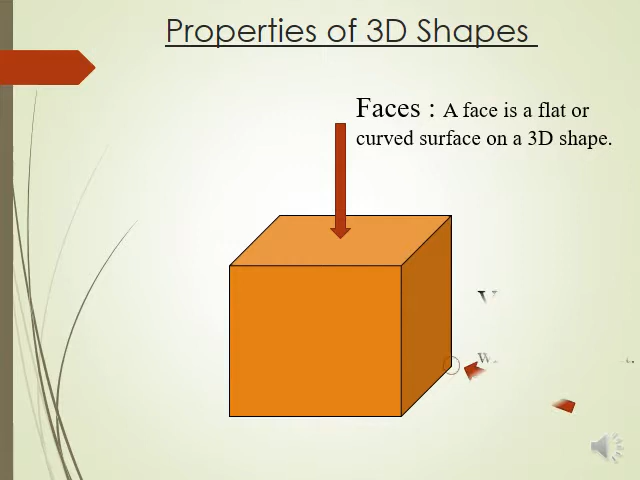 Properties of 3D Shapes
Faces : A face is a flat or
curved surface on a 3D shape.